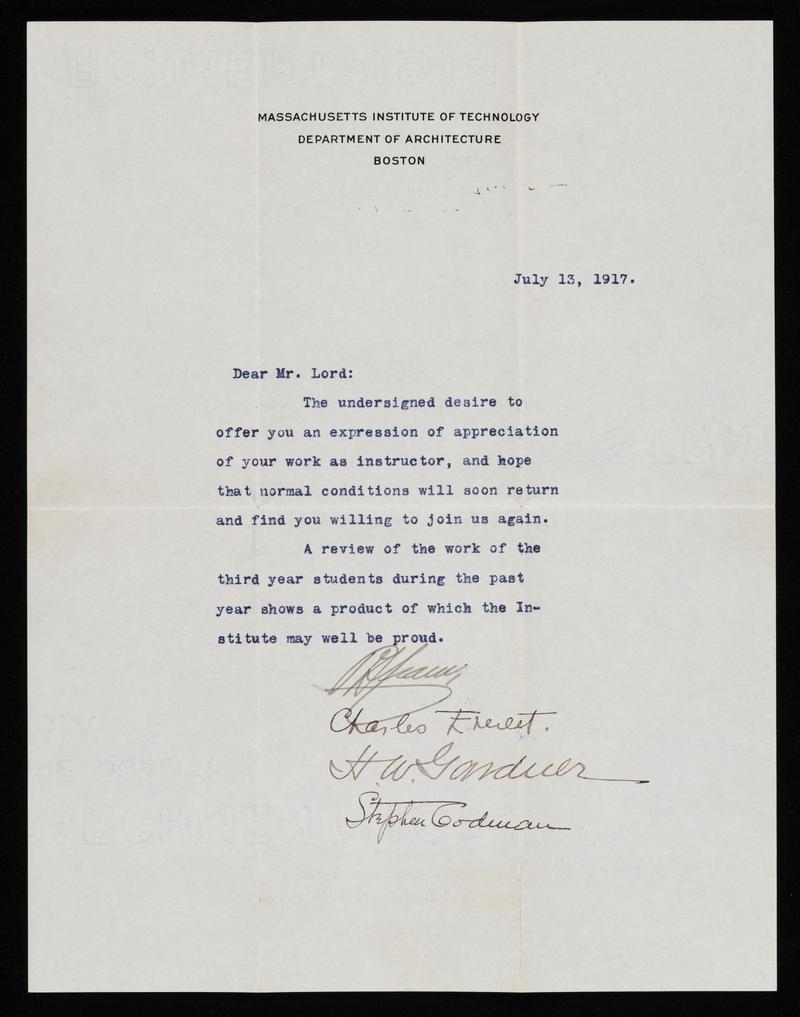 MASSACHUSETTS INSTITUTE OF TECHNOLOGY
DEPARTMENT OF ARCHITECTURE
BOSTON
July 13, 1917.
Dear Mr. Lord:
The undersigned desire to
offer you an expression of appreciation
of your work as instructor, and hope
that normal conditions will soon return
and find you willing to join us again.
A review of the work of the
third year students during the past
year shows a product of which the In-
stitute may well be proud.
Charles
H. W. Gardner
Stephen Codman